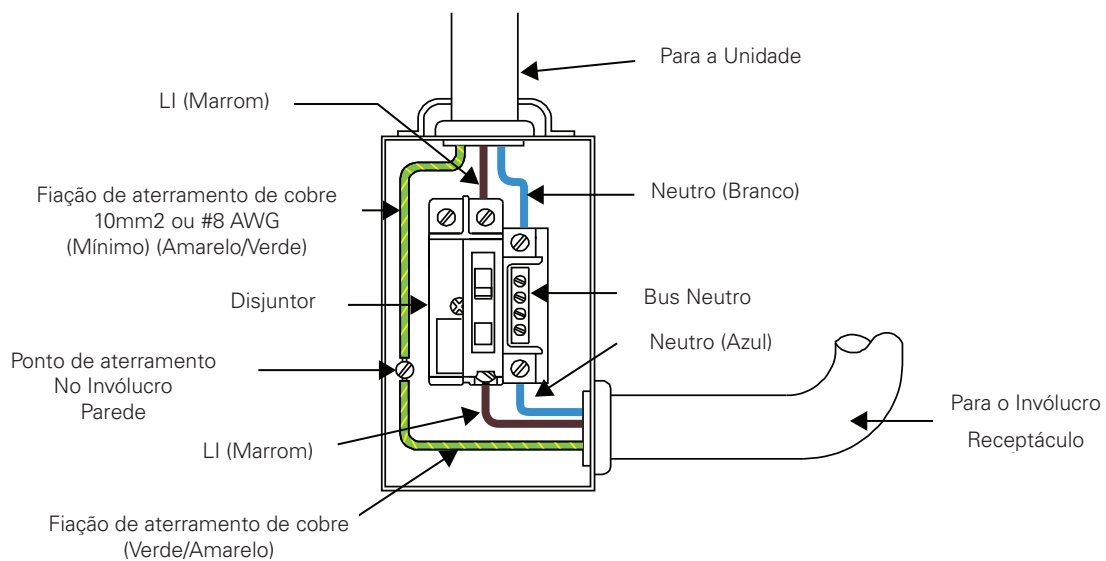 Para a Unidade
LI (Marrom)
Fiação de aterramento de cobre
10mm2 ou #8 AWG
(Mínimo) (Amarelo/Verde)
Neutro (Branco)
Disjuntor
Bus Neutro
Neutro (Azul)
Ponto de aterramento
No Invólucro
Parede
Para o Invólucro
Receptáculo
LI (Marrom)
Fiação de aterramento de cobre
(Verde/Amarelo)